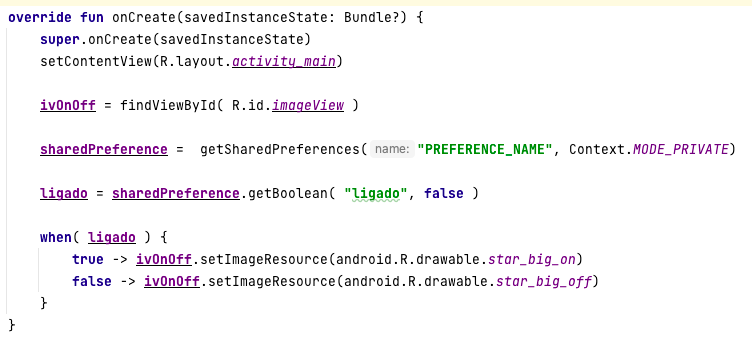 override fun onCreate(savedInstanceState: Bundle?) {
super.onCreate(savedInstanceState)
setContentView(R.layout.activity_main)
ivOnOff = findViewById( R.id.imageView )
sharedPreference =  getSharedPreferences( name: "PREFERENCE_NAME", Context.MODE_PRIVATE)
ligado = sharedPreference.getBoolean( "ligado", false )
when( ligado ) {
true -> ivOnOff.setImageResource(android.R.drawable.star_big_on)
false -> ivOnOff.setImageResource(android.R.drawable.star_big_off)
}
}